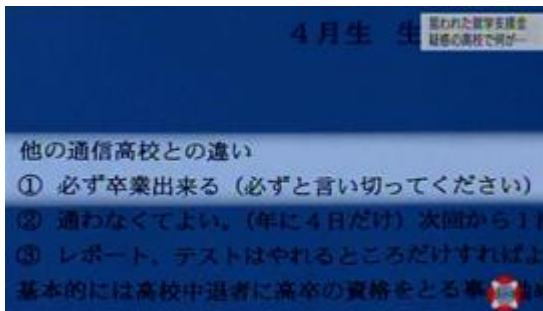 4月生 生
狙われた就学支援金
疑惑の高校で何が…
他の通信高校との違い
① 必ず卒業出来る（必ずと言い切ってください）
② 通わなくてよい。（年に4日だけ）次回から1
③ レポート、テストはやれるところだけすればよ
基本的には高校中退者に高卒の資格をとる事